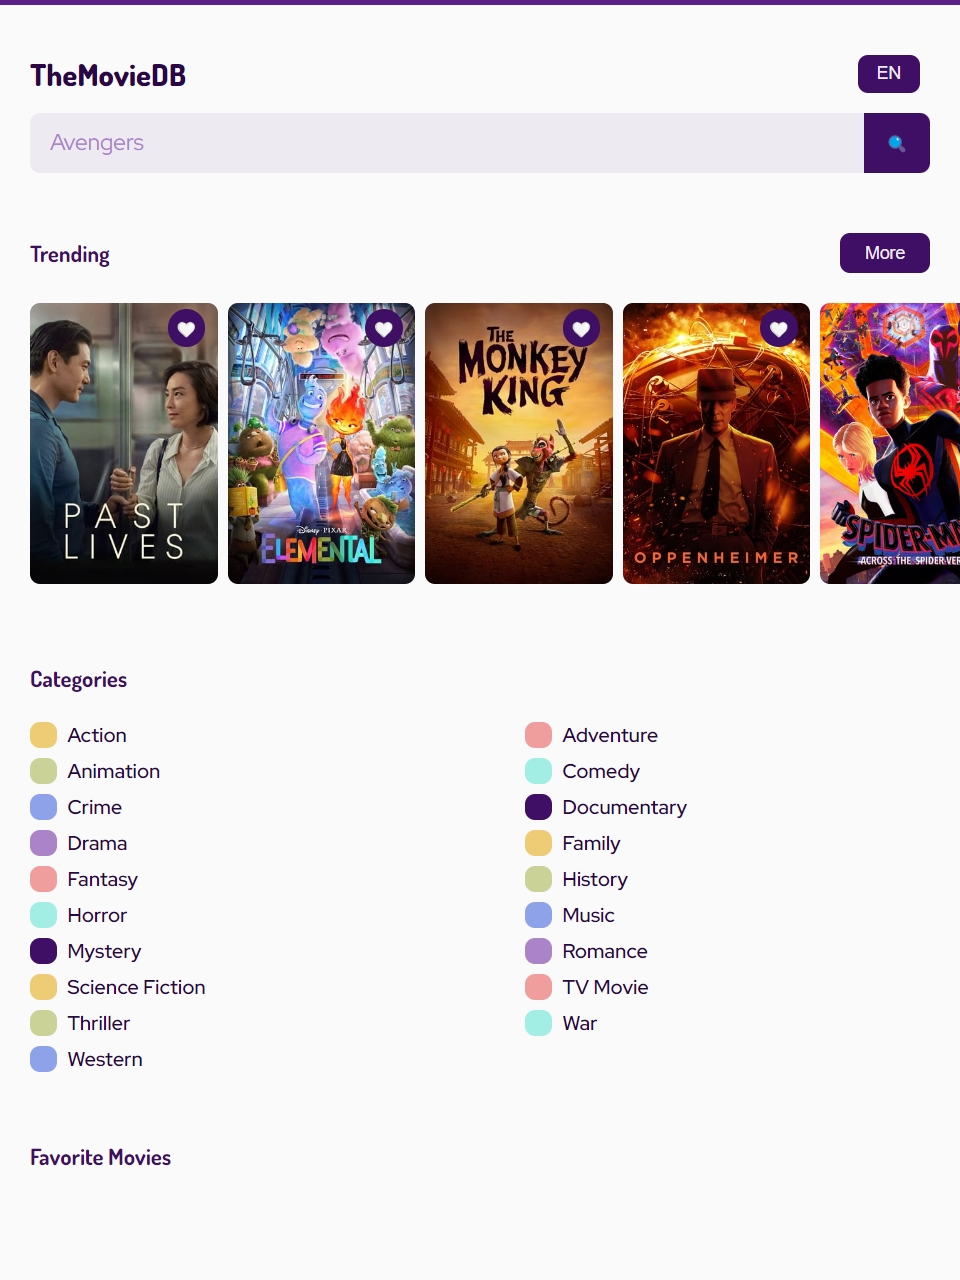 TheMovieDB
EN
Avengers
Trending
More
PAST
LIVES
Disney PIXAR
ELEMENTAL
THE
MONKEY
KING
OPPENHEIMER
SPIDER-MA
ACROSS THE SPIDER-VER
Categories
Action
Adventure
Animation
Comedy
Crime
Documentary
Drama
Family
Fantasy
History
Horror
Music
Mystery
Romance
Science Fiction
TV Movie
Thriller
War
Western
Favorite Movies